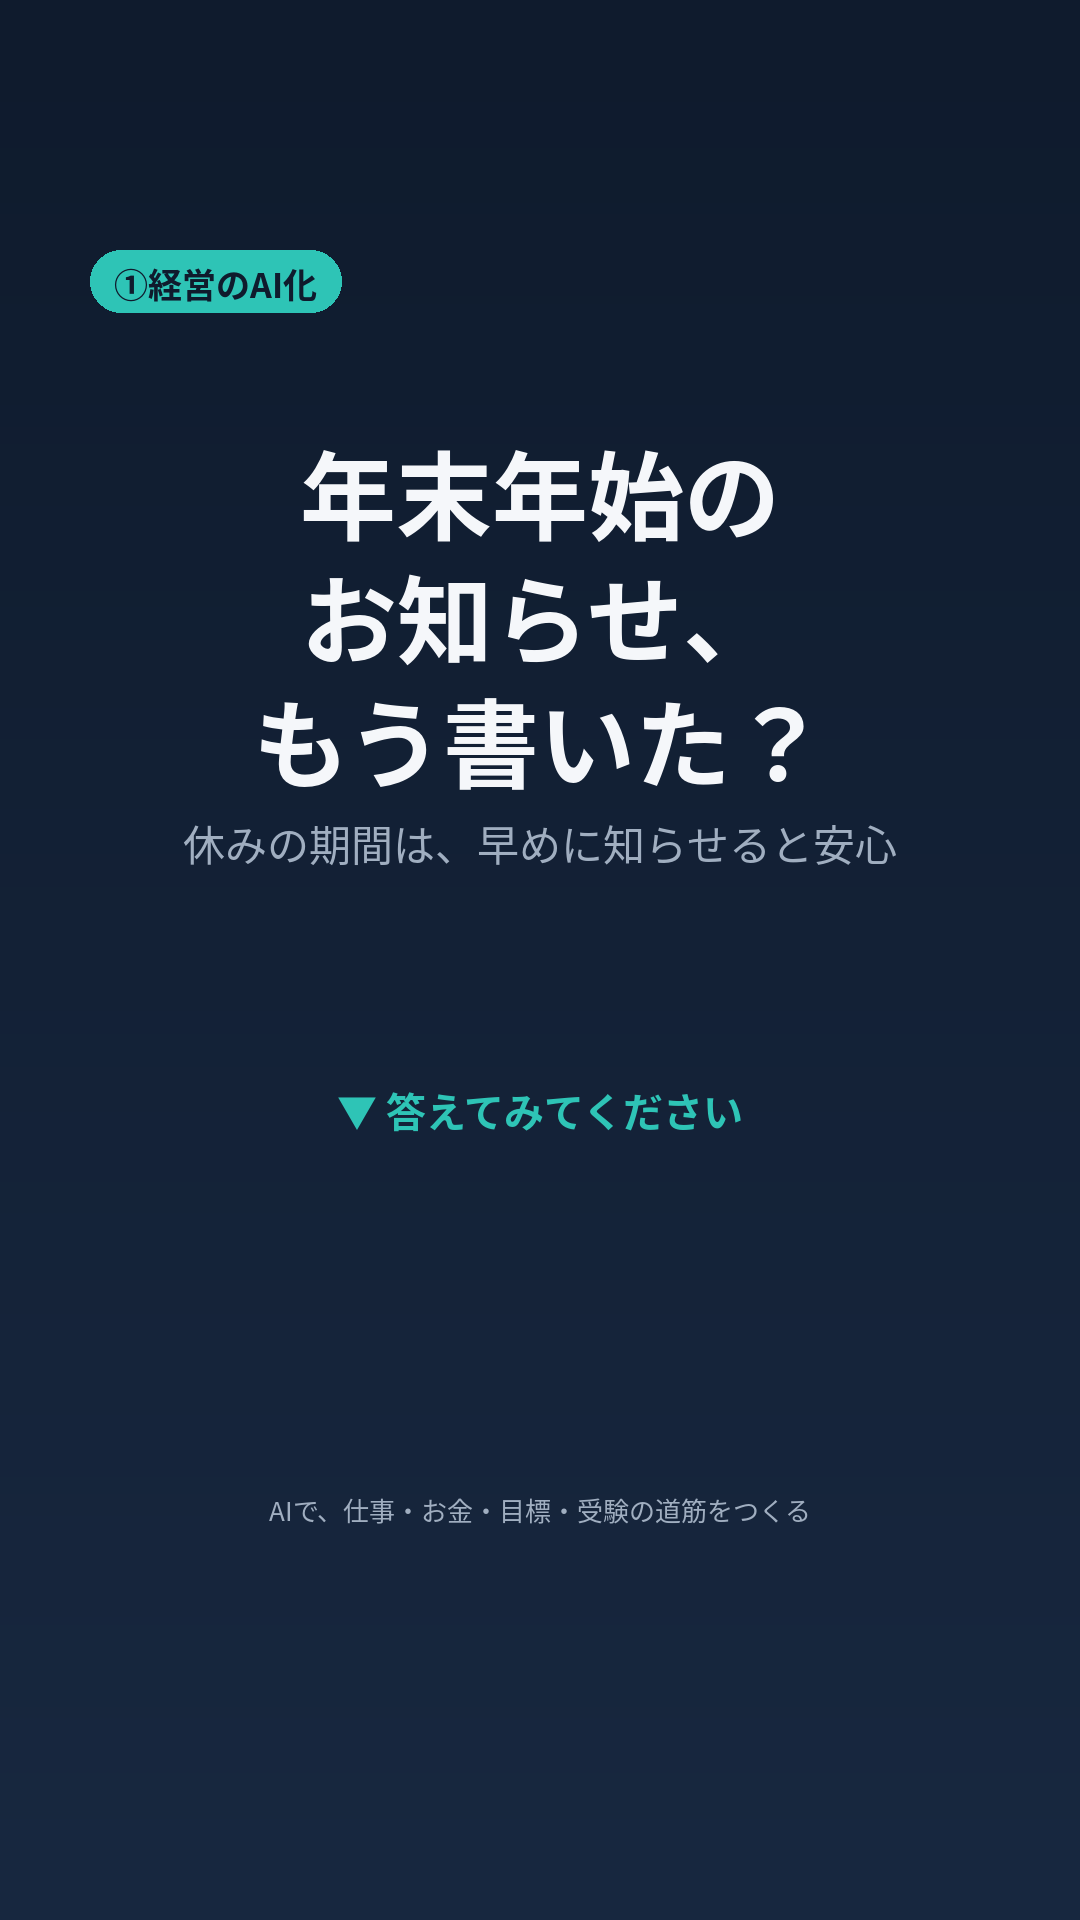 ①経営のAI化
年末年始の
お知らせ、
もう書いた？
休みの期間は、早めに知らせると安心
▼ 答えてみてください
AIで、仕事・お金・目標・受験の道筋をつくる